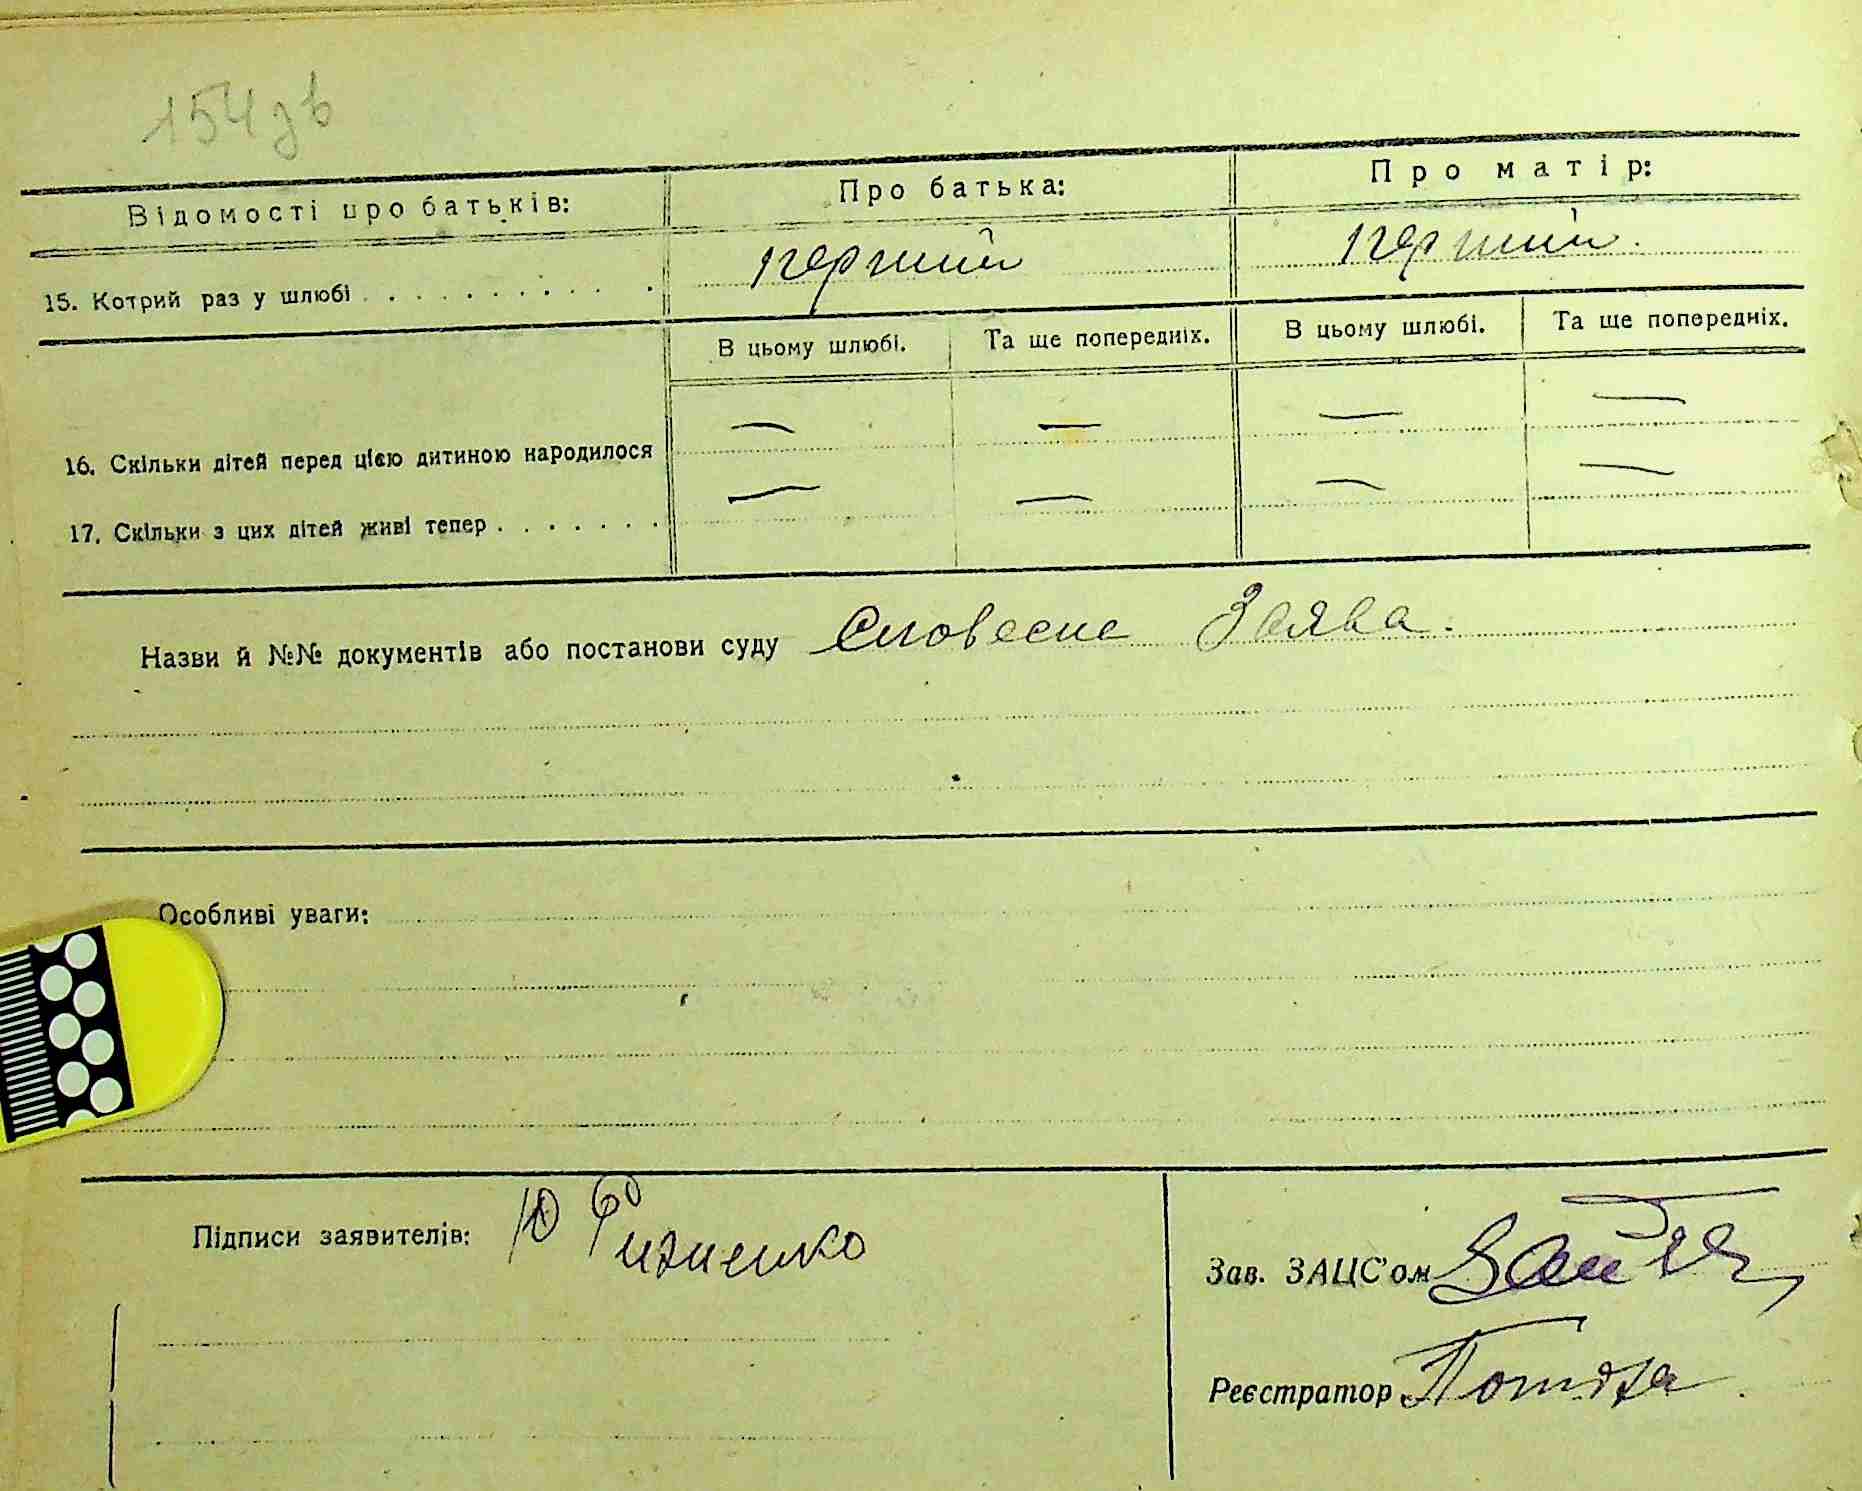 154зв
Відомості про батьків: Про батька: Про матір:
15. Котрий раз у шлюбі . . . . . . . . . . . перший перший.
В цьому шлюбі. Та ще попередніх. В цьому шлюбі. Та ще попередніх.
16. Скільки дітей перед цією дитиною народилося — — — —
17. Скільки з цих дітей живі тепер . . . . . . . — — — —
Назви й №№ документів або постанови суду Словесна Заява.
Особливі уваги:
Підписи заявителів: Ю
Зав. ЗАЦС'ом
Реєстратор